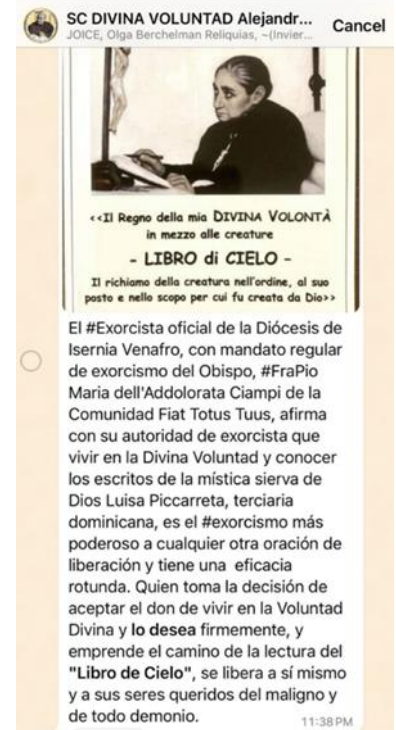 SC DIVINA VOLUNTAD Alejandr...
JOICE, Olga Berchelman Reliquias, ~(Invier...
Cancel
<<Il Regno della mia DIVINA VOLONTÀ
in mezzo alle creature
- LIBRO di CIELO -
Il richiamo della creatura nell'ordine, al suo
posto e nello scopo per cui fu creata da Dio>>
El #Exorcista oficial de la Diócesis de
Isernia Venafro, con mandato regular
de exorcismo del Obispo, #FraPio
Maria dell'Addolorata Ciampi de la
Comunidad Fiat Totus Tuus, afirma
con su autoridad de exorcista que
vivir en la Divina Voluntad y conocer
los escritos de la mística sierva de
Dios Luisa Piccarreta, terciaria
dominicana, es el #exorcismo más
poderoso a cualquier otra oración de
liberación y tiene una eficacia
rotunda. Quien toma la decisión de
aceptar el don de vivir en la Voluntad
Divina y lo desea firmemente, y
emprende el camino de la lectura del
"Libro de Cielo", se libera a sí mismo
y a sus seres queridos del maligno y
de todo demonio.
11:38 PM